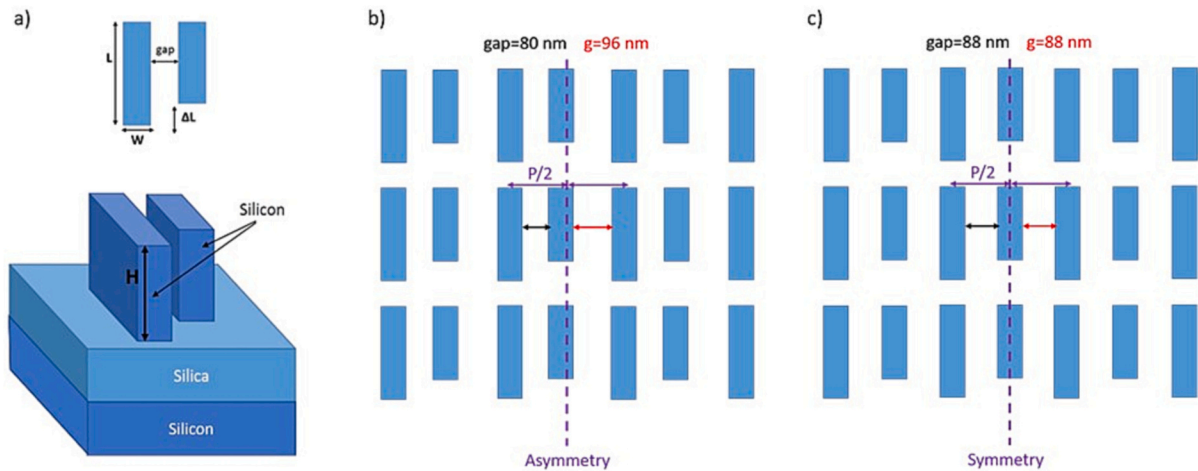 a)
gap
L
ΔL
W
Silicon
H
Silica
Silicon
b)
gap=80 nm g=96 nm
P/2
Asymmetry
c)
gap=88 nm g=88 nm
P/2
Symmetry